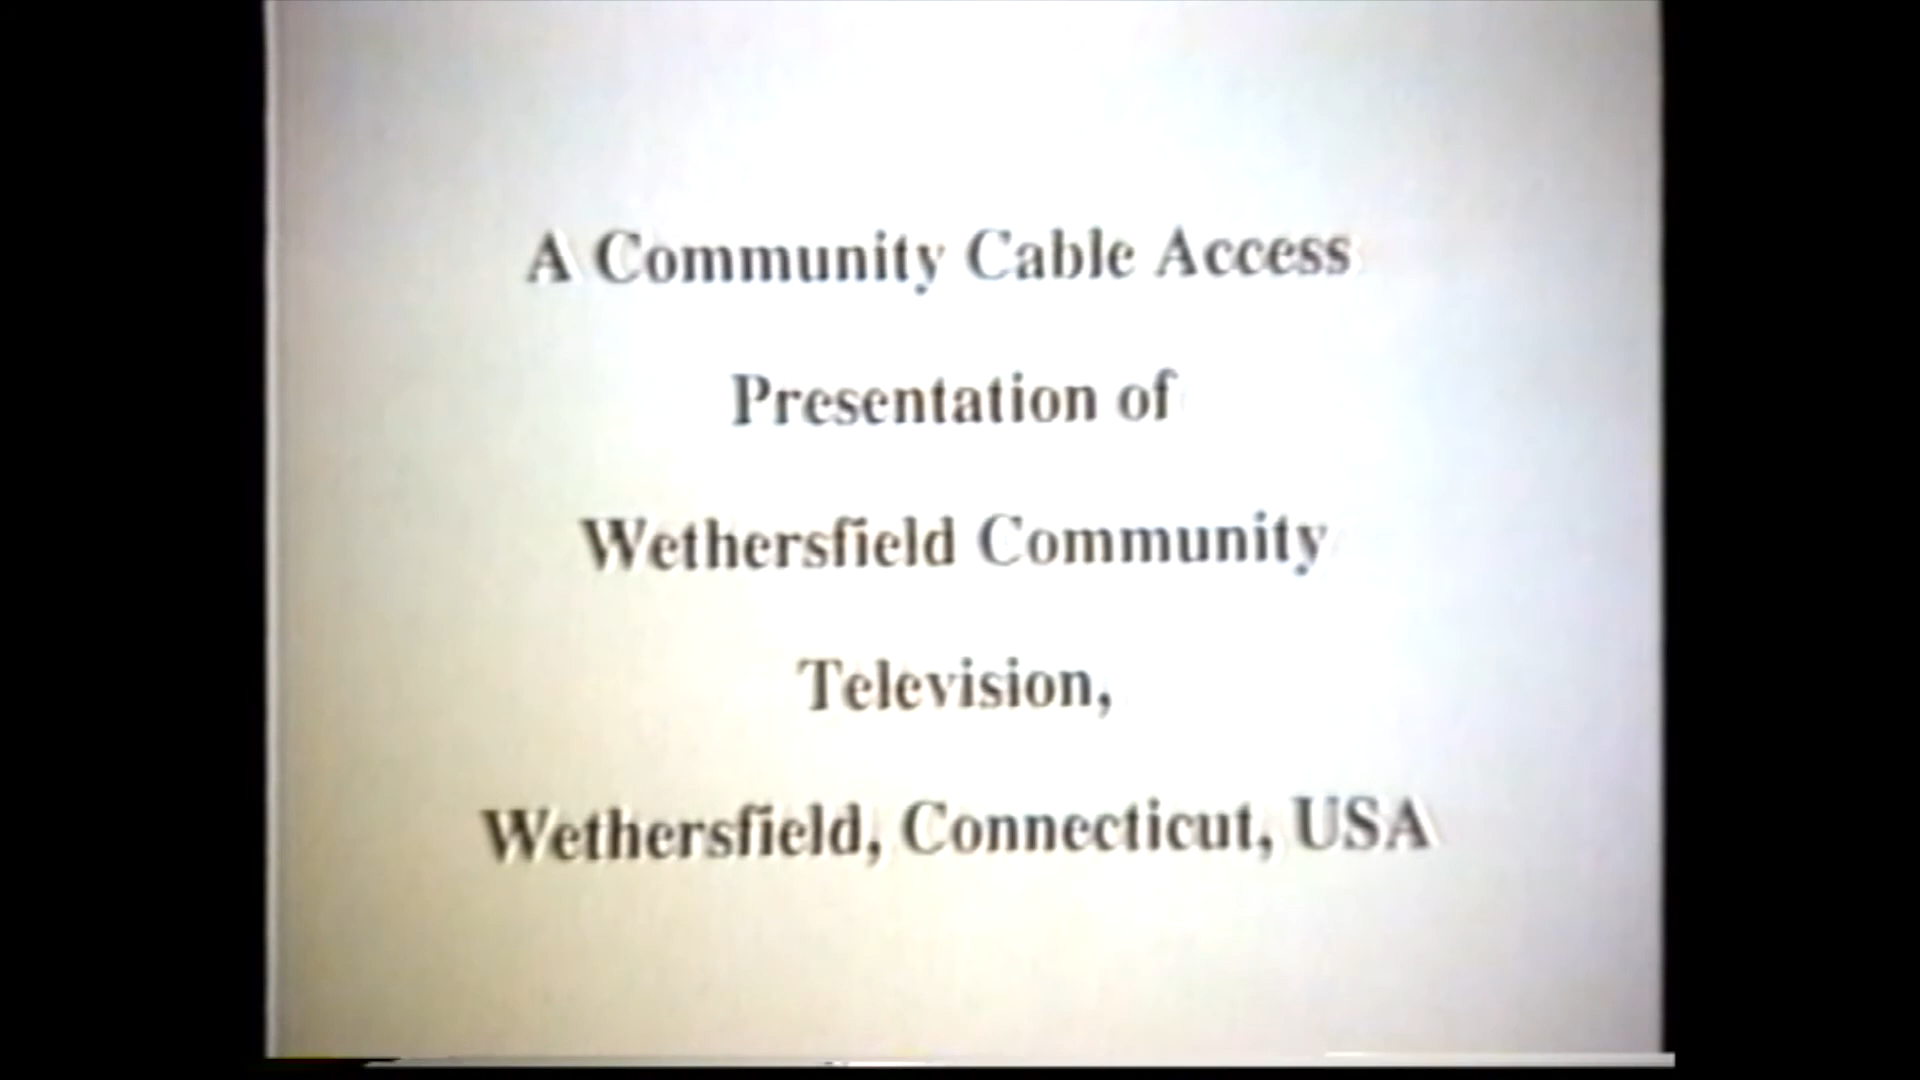 A Community Cable Access
Presentation of
Wethersfield Community
Television,
Wethersfield, Connecticut, USA